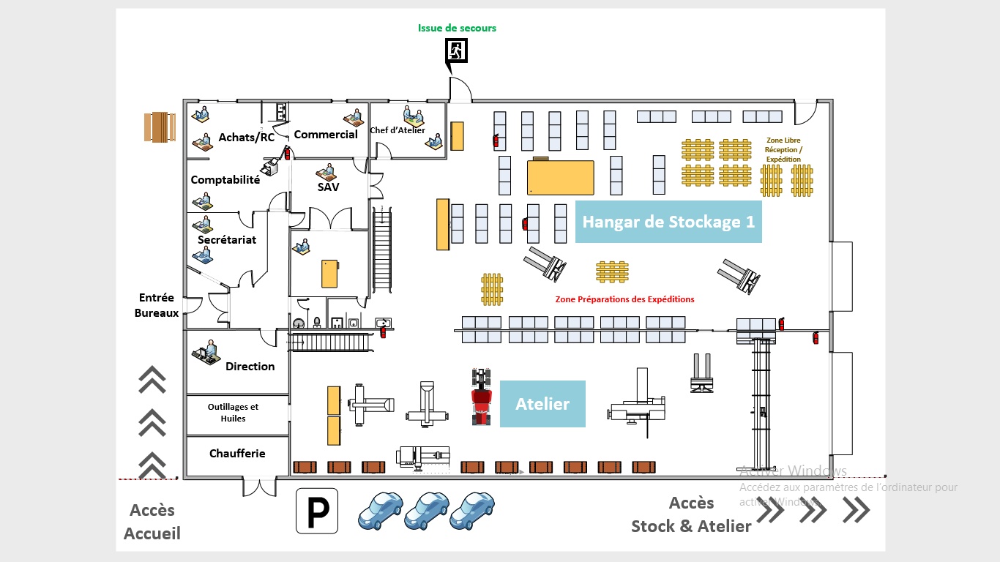 Issue de secours
Achats/RC
Commercial
Chef d'Atelier
Zone Libre
Réception /
Expédition
Comptabilité
SAV
Hangar de Stockage 1
Secrétariat
Entrée
Bureaux
Zone Préparations des Expéditions
Direction
Outillages et
Huiles
Atelier
Chaufferie
Activer Windows
Accédez aux paramètres de l'ordinateur pour
activer Windows.
P
Accès
Accueil
Accès
Stock & Atelier